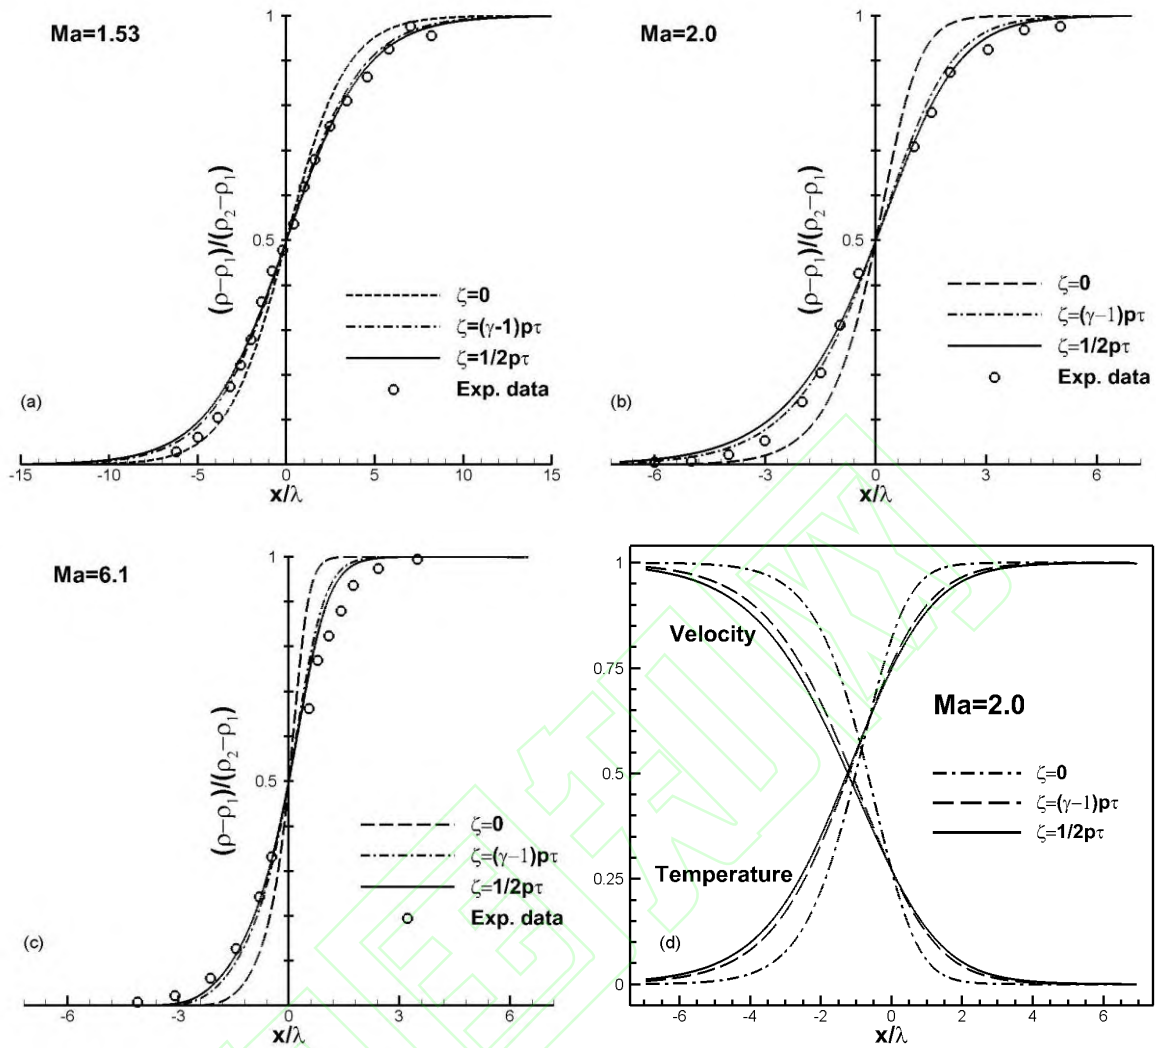 Ma=1.53
1
0.5
(ρ−ρ₁)/(ρ₂−ρ₁)
ζ=0
ζ=(γ-1)pτ
ζ=1/2pτ
Exp. data
(a)
-15
-10
-5
0
5
10
15
x/λ
Ma=2.0
1
0.5
(ρ−ρ₁)/(ρ₂−ρ₁)
ζ=0
ζ=(γ−1)pτ
ζ=1/2pτ
Exp. data
(b)
-6
-3
0
3
6
x/λ
Ma=6.1
1
0.5
(ρ−ρ₁)/(ρ₂−ρ₁)
ζ=0
ζ=(γ−1)pτ
ζ=1/2pτ
Exp. data
(c)
-6
-3
0
3
6
x/λ
1
0.75
0.5
0.25
0
Velocity
Ma=2.0
ζ=0
ζ=(γ−1)pτ
ζ=1/2pτ
Temperature
(d)
-6
-4
-2
0
2
4
6
x/λ